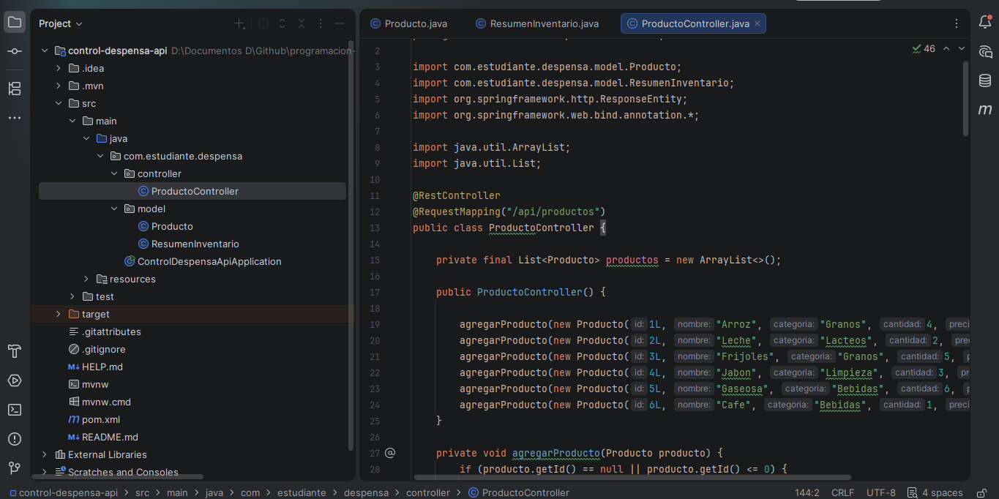 Project
control-despensa-api D:\Documentos D\Github\programacion-
.idea
.mvn
src
main
java
com.estudiante.despensa
controller
ProductoController
model
Producto
ResumenInventario
ControlDespensaApiApplication
resources
test
target
.gitattributes
.gitignore
HELP.md
mvnw
mvnw.cmd
pom.xml
README.md
External Libraries
Scratches and Consoles
Producto.java ResumenInventario.java ProductoController.java
46
2
3 import com.estudiante.despensa.model.Producto;
4 import com.estudiante.despensa.model.ResumenInventario;
5 import org.springframework.http.ResponseEntity;
6 import org.springframework.web.bind.annotation.*;
7
8 import java.util.ArrayList;
9 import java.util.List;
10
11 @RestController
12 @RequestMapping("/api/productos")
13 public class ProductoController {
14
15 private final List<Producto> productos = new ArrayList<>();
16
17 public ProductoController() {
18
19 agregarProducto(new Producto( id: 1L, nombre: "Arroz", categoria: "Granos", cantidad: 4, preci
20 agregarProducto(new Producto( id: 2L, nombre: "Leche", categoria: "Lacteos", cantidad: 2, pre
21 agregarProducto(new Producto( id: 3L, nombre: "Frijoles", categoria: "Granos", cantidad: 5, p
22 agregarProducto(new Producto( id: 4L, nombre: "Jabon", categoria: "Limpieza", cantidad: 3, pr
23 agregarProducto(new Producto( id: 5L, nombre: "Gaseosa", categoria: "Bebidas", cantidad: 6, p
24 agregarProducto(new Producto( id: 6L, nombre: "Cafe", categoria: "Bebidas", cantidad: 1, preci
25 }
26
27 private void agregarProducto(Producto producto) {
28 if (producto.getId() == null || producto.getId() <= 0) {
control-despensa-api > src > main > java > com > estudiante > despensa > controller > ProductoController 144:2 CRLF UTF-8 4 spaces